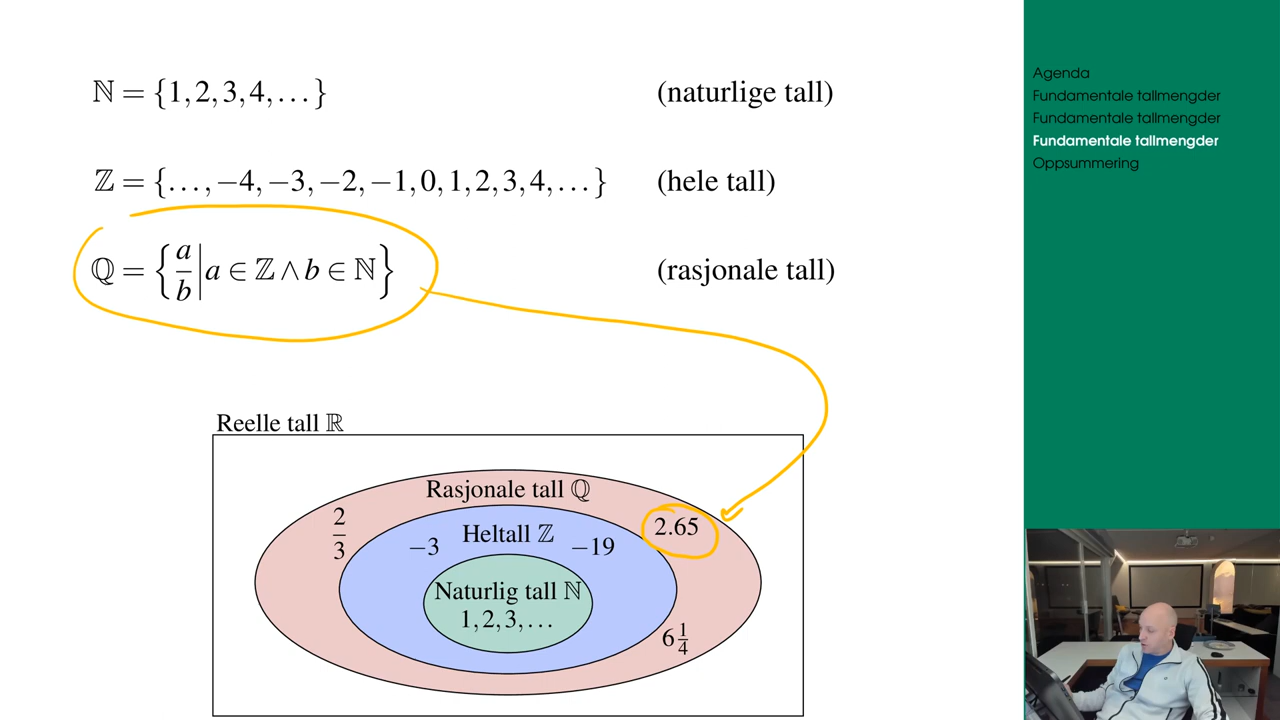 ℕ = {1, 2, 3, 4, ...} (naturlige tall)
ℤ = {..., −4, −3, −2, −1, 0, 1, 2, 3, 4, ...} (hele tall)
ℚ = {a/b | a ∈ ℤ ∧ b ∈ ℕ} (rasjonale tall)
Reelle tall ℝ
Rasjonale tall ℚ
2/3
2.65
Heltall ℤ
−3
−19
Naturlig tall ℕ
1, 2, 3, ...
6 1/4
Agenda
Fundamentale tallmengder
Fundamentale tallmengder
Fundamentale tallmengder
Oppsummering